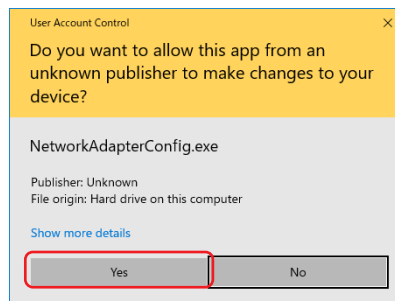 User Account Control
Do you want to allow this app from an
unknown publisher to make changes to your
device?
NetworkAdapterConfig.exe
Publisher: Unknown
File origin: Hard drive on this computer
Show more details
Yes
No